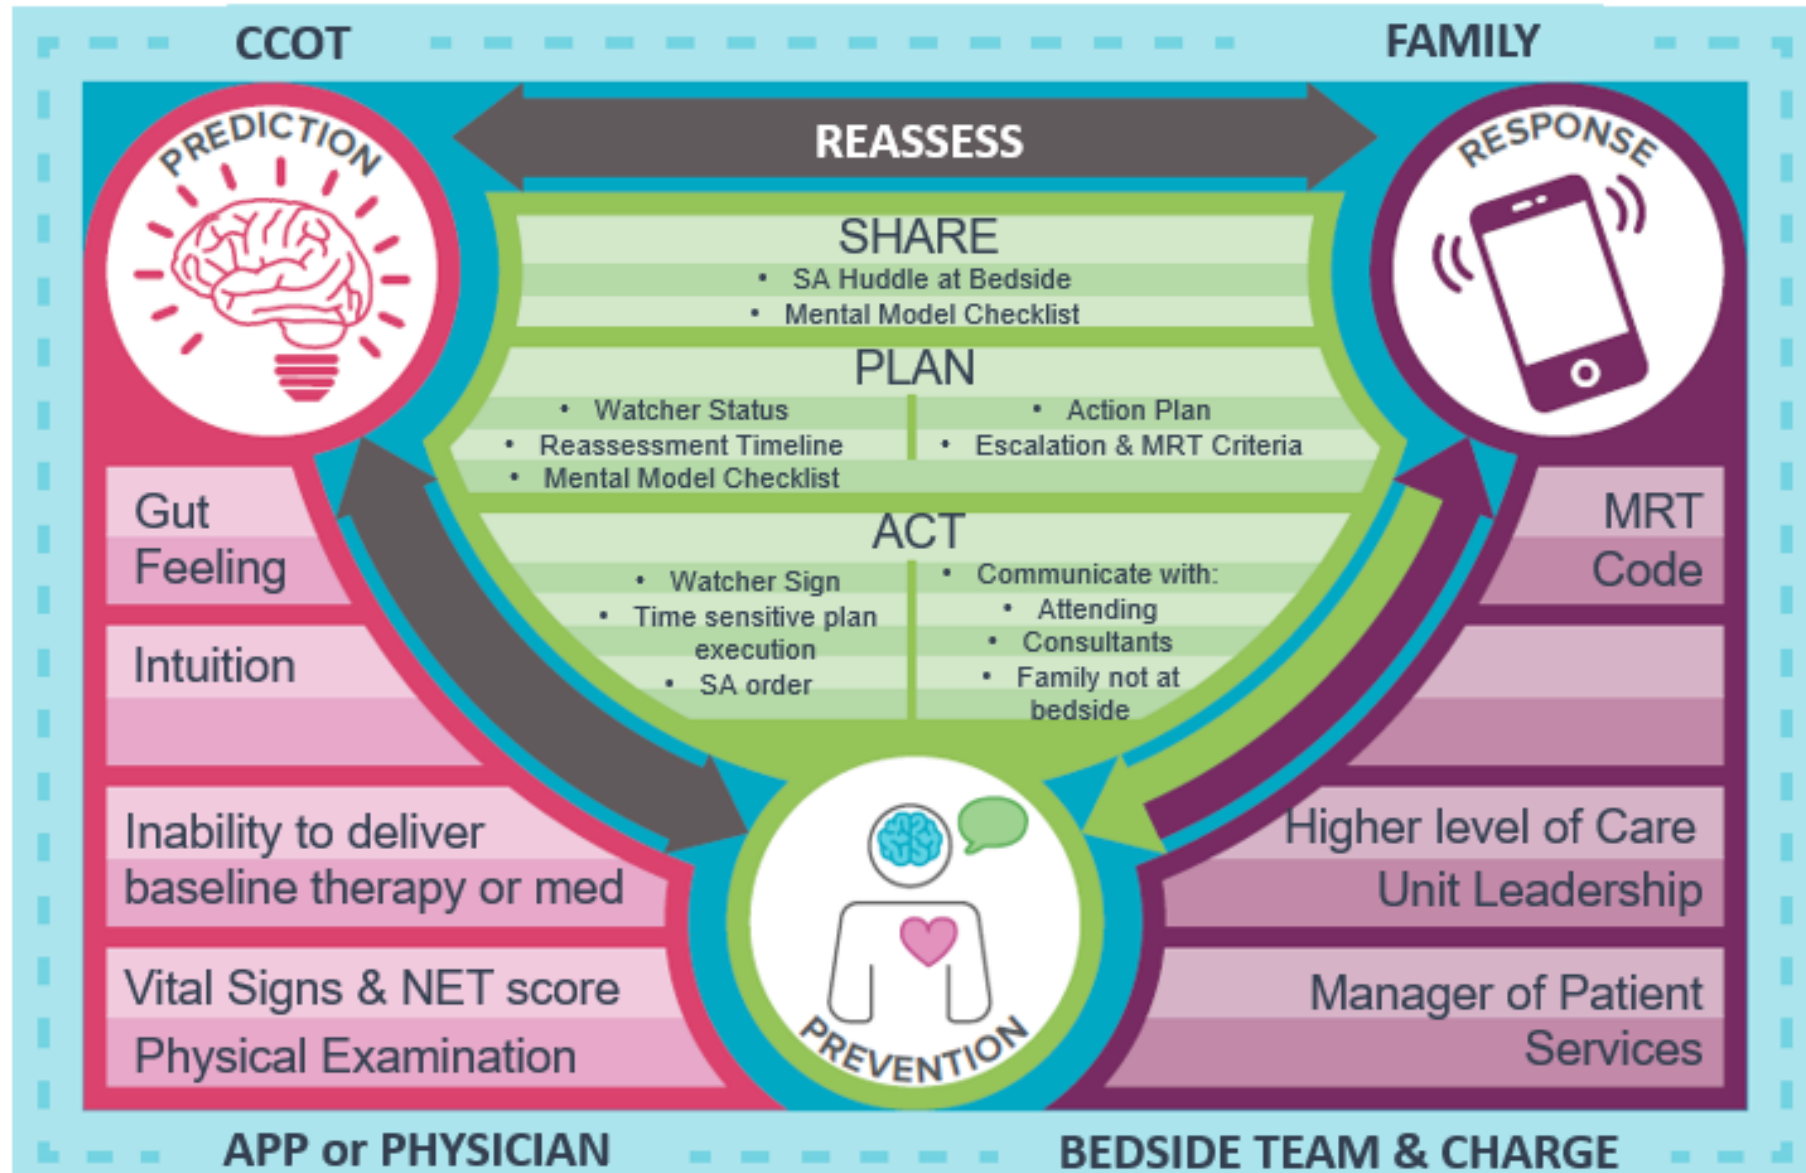 CCOT
FAMILY
PREDICTION
REASSESS
RESPONSE
SHARE
• SA Huddle at Bedside
• Mental Model Checklist
PLAN
• Watcher Status
• Reassessment Timeline
• Mental Model Checklist
• Action Plan
• Escalation & MRT Criteria
ACT
• Watcher Sign
• Time sensitive plan
execution
• SA order
• Communicate with:
• Attending
• Consultants
• Family not at
bedside
Gut
Feeling
Intuition
Inability to deliver
baseline therapy or med
Vital Signs & NET score
Physical Examination
MRT
Code
Higher level of Care
Unit Leadership
Manager of Patient
Services
PREVENTION
APP or PHYSICIAN
BEDSIDE TEAM & CHARGE